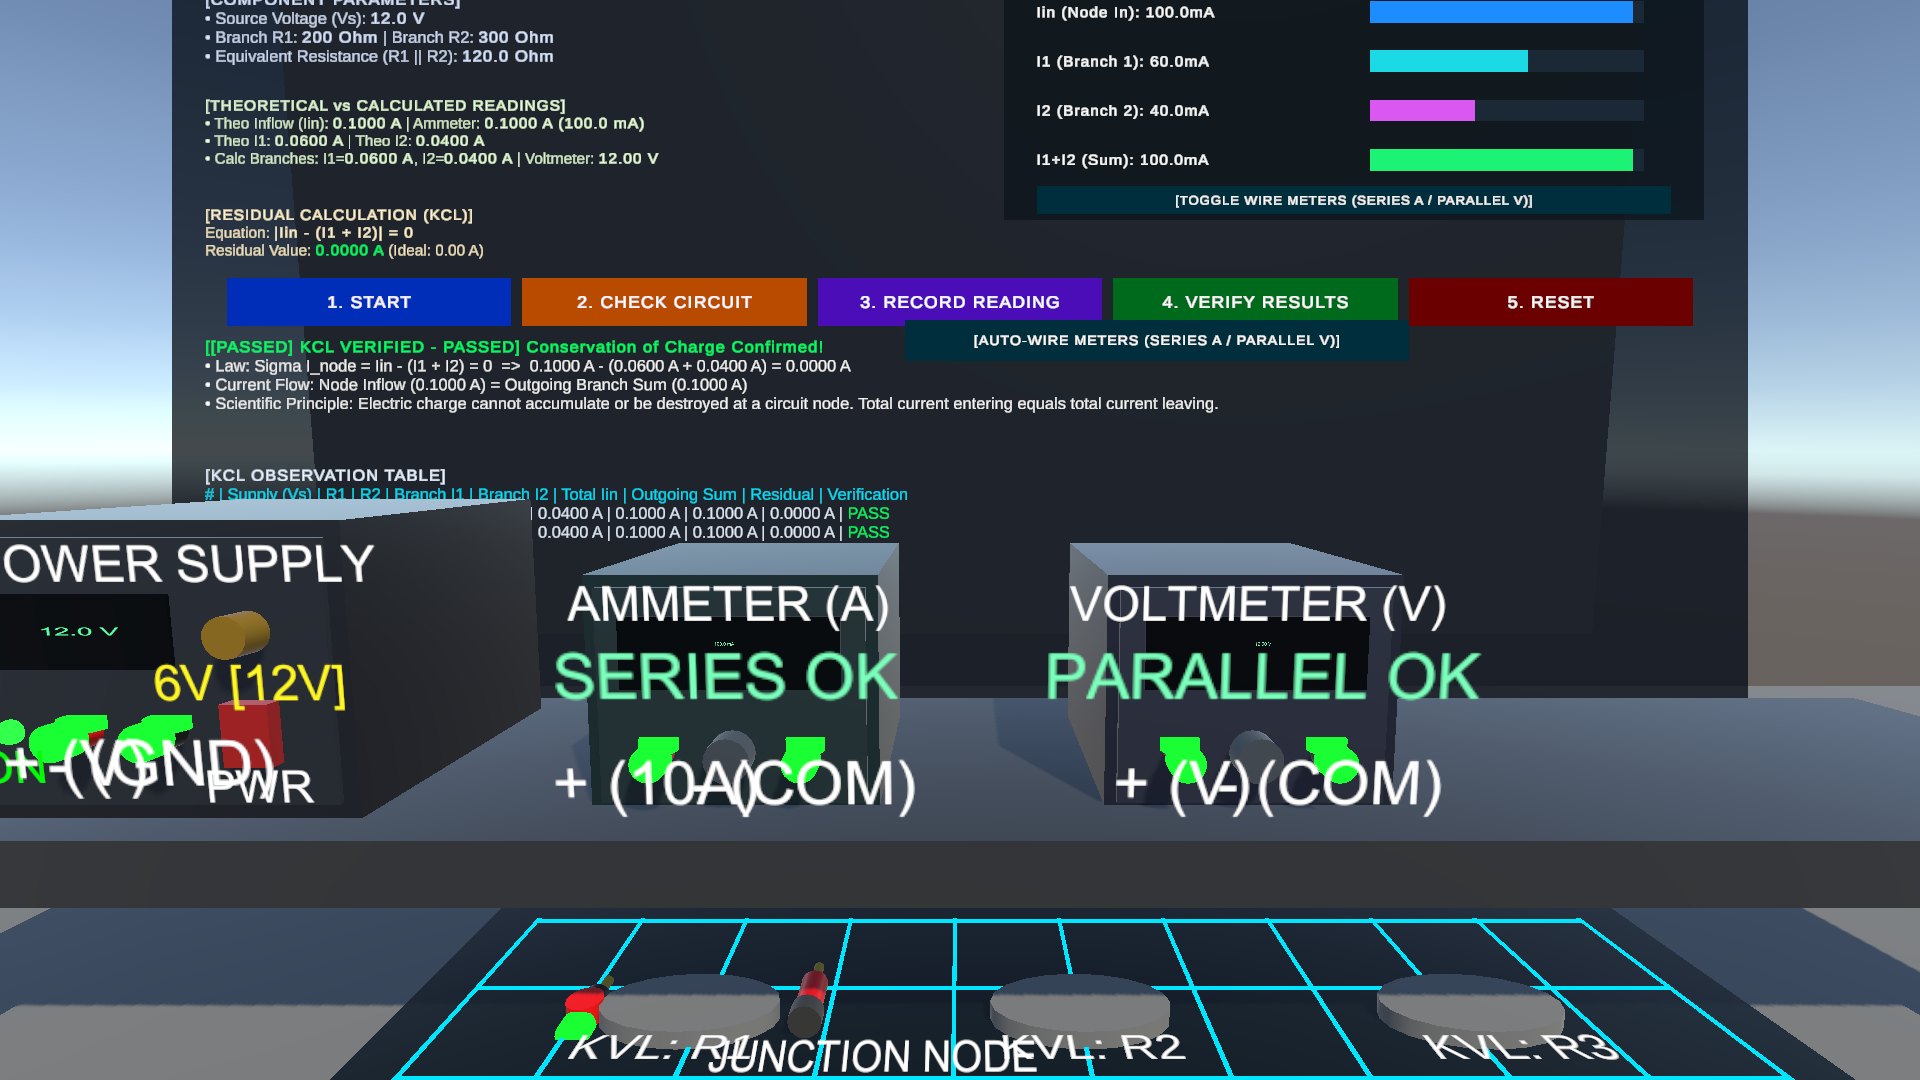 [COMPONENT PARAMETERS]
• Source Voltage (Vs): 12.0 V
• Branch R1: 200 Ohm | Branch R2: 300 Ohm
• Equivalent Resistance (R1 || R2): 120.0 Ohm
[THEORETICAL vs CALCULATED READINGS]
• Theo Inflow (Iin): 0.1000 A | Ammeter: 0.1000 A (100.0 mA)
• Theo I1: 0.0600 A | Theo I2: 0.0400 A
• Calc Branches: I1=0.0600 A, I2=0.0400 A | Voltmeter: 12.00 V
[RESIDUAL CALCULATION (KCL)]
Equation: |Iin - (I1 + I2)| = 0
Residual Value: 0.0000 A (Ideal: 0.00 A)
Iin (Node In): 100.0mA
I1 (Branch 1): 60.0mA
I2 (Branch 2): 40.0mA
I1+I2 (Sum): 100.0mA
[TOGGLE WIRE METERS (SERIES A / PARALLEL V)]
1. START
2. CHECK CIRCUIT
3. RECORD READING
4. VERIFY RESULTS
5. RESET
[AUTO-WIRE METERS (SERIES A / PARALLEL V)]
[[PASSED] KCL VERIFIED - PASSED] Conservation of Charge Confirmed!
• Law: Sigma I_node = Iin - (I1 + I2) = 0  =>  0.1000 A - (0.0600 A + 0.0400 A) = 0.0000 A
• Current Flow: Node Inflow (0.1000 A) = Outgoing Branch Sum (0.1000 A)
• Scientific Principle: Electric charge cannot accumulate or be destroyed at a circuit node. Total current entering equals total current leaving.
[KCL OBSERVATION TABLE]
# | Supply (Vs) | R1 | R2 | Branch I1 | Branch I2 | Total Iin | Outgoing Sum | Residual | Verification
| 0.0400 A | 0.1000 A | 0.1000 A | 0.0000 A | PASS
0.0400 A | 0.1000 A | 0.1000 A | 0.0000 A | PASS
OWER SUPPLY
12.0 V
6V [12V]
ON
+ (V)
- (GND)
PWR
AMMETER (A)
SERIES OK
+ (10A)
- (COM)
VOLTMETER (V)
PARALLEL OK
+ (V)
- (COM)
KVL: R1
JUNCTION NODE
KVL: R2
KVL: R3